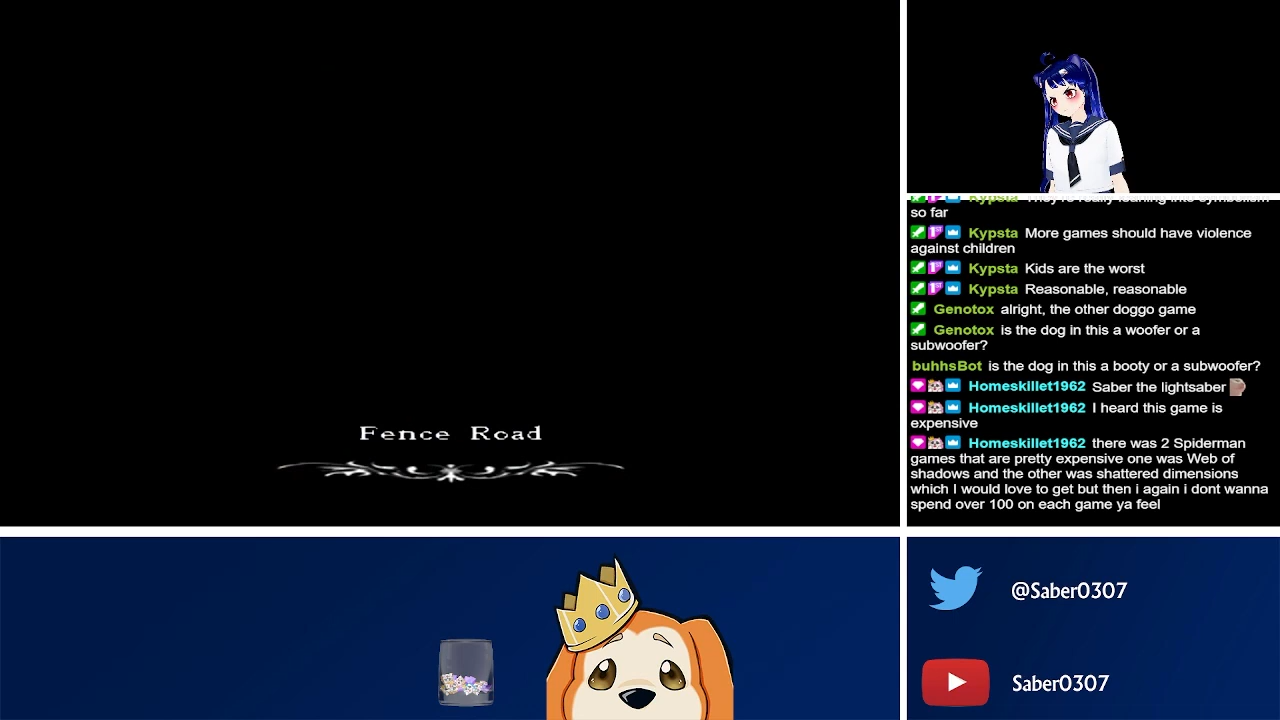 Fence Road
so far
Kypsta More games should have violence
against children
Kypsta Kids are the worst
Kypsta Reasonable, reasonable
Genotox alright, the other doggo game
Genotox is the dog in this a woofer or a
subwoofer?
buhhsBot is the dog in this a booty or a subwoofer?
Homeskillet1962 Saber the lightsaber
Homeskillet1962 I heard this game is
expensive
Homeskillet1962 there was 2 Spiderman
games that are pretty expensive one was Web of
shadows and the other was shattered dimensions
which I would love to get but then i again i dont wanna
spend over 100 on each game ya feel
@Saber0307
Saber0307